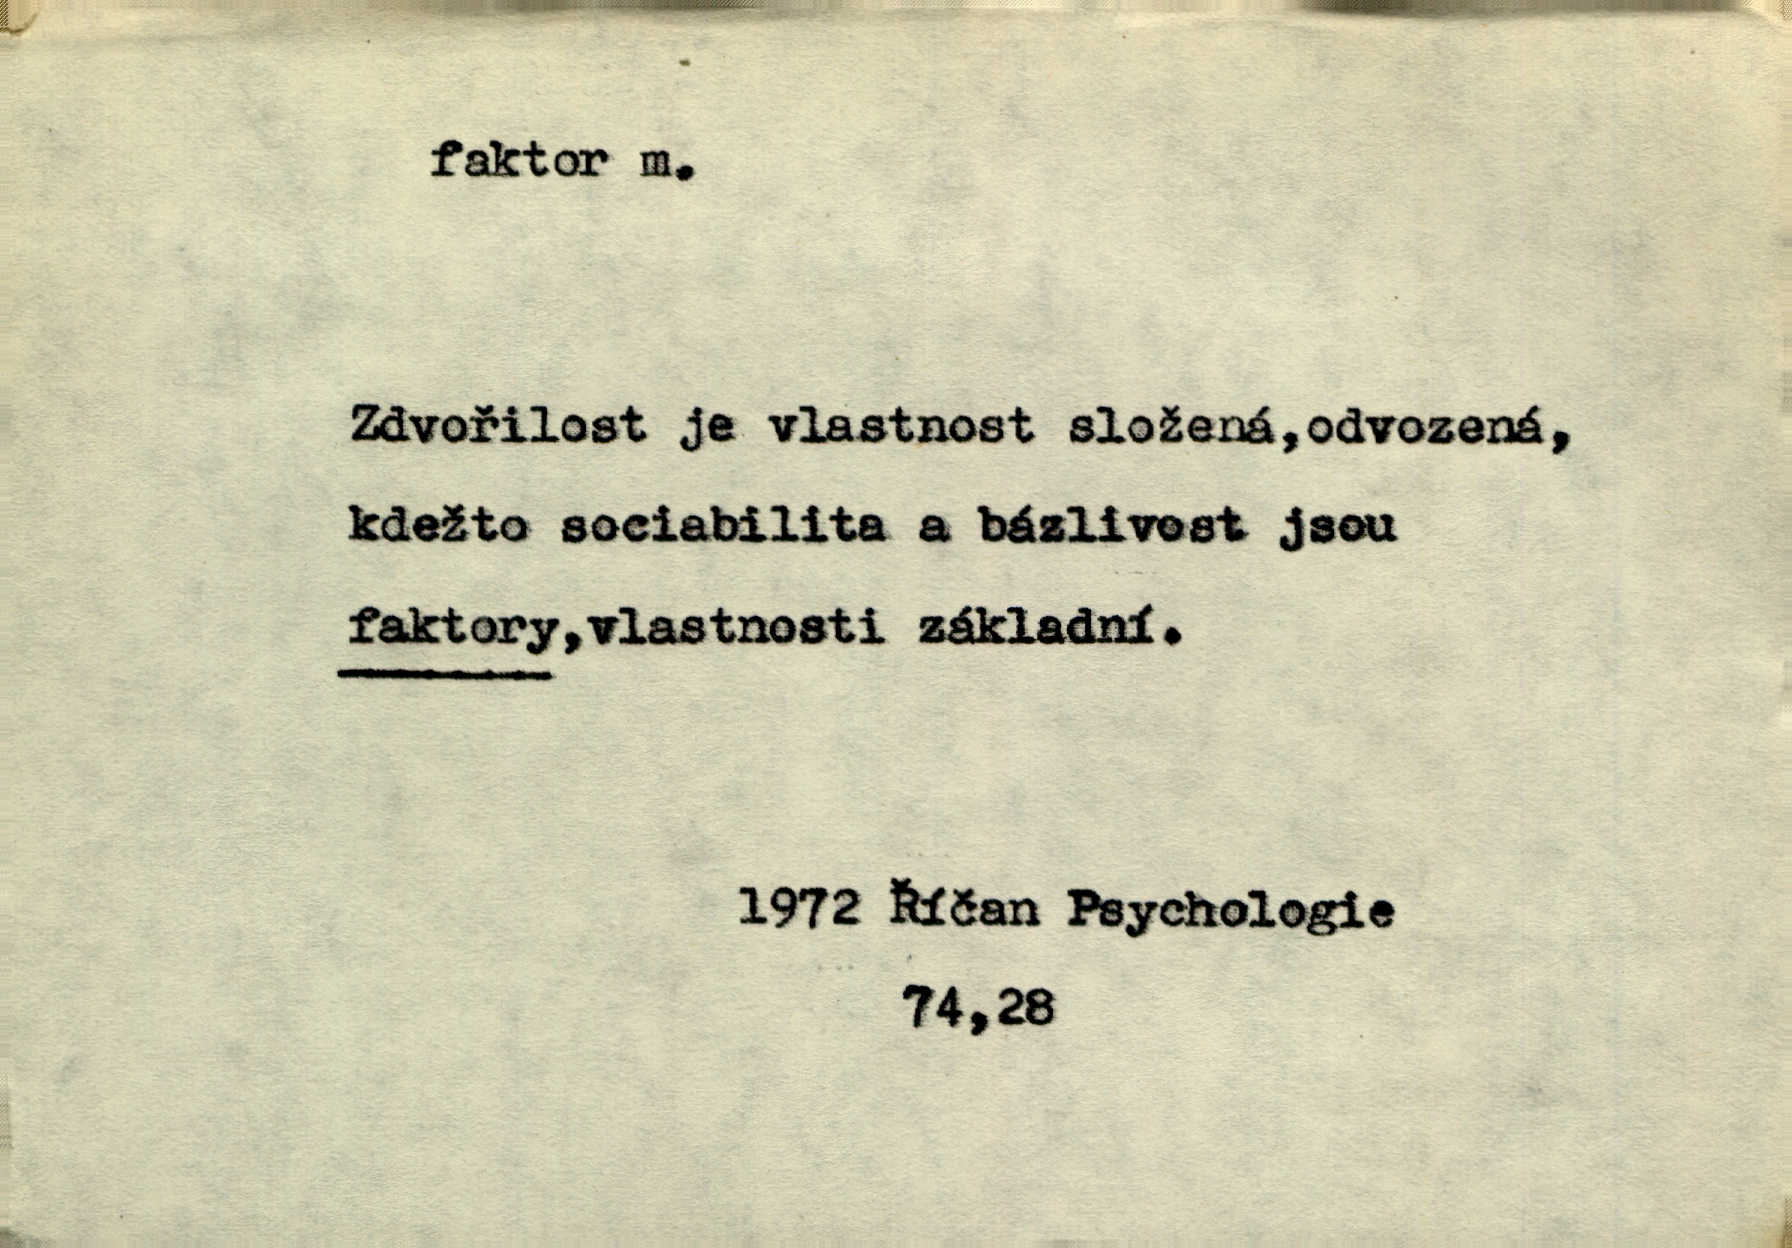 faktor m.
Zdvořilost je vlastnost složená,odvozená,
kdežto sociabilita a bázlivost jsou
faktory,vlastnosti základní.
1972 Říčan Psychologie
74,28